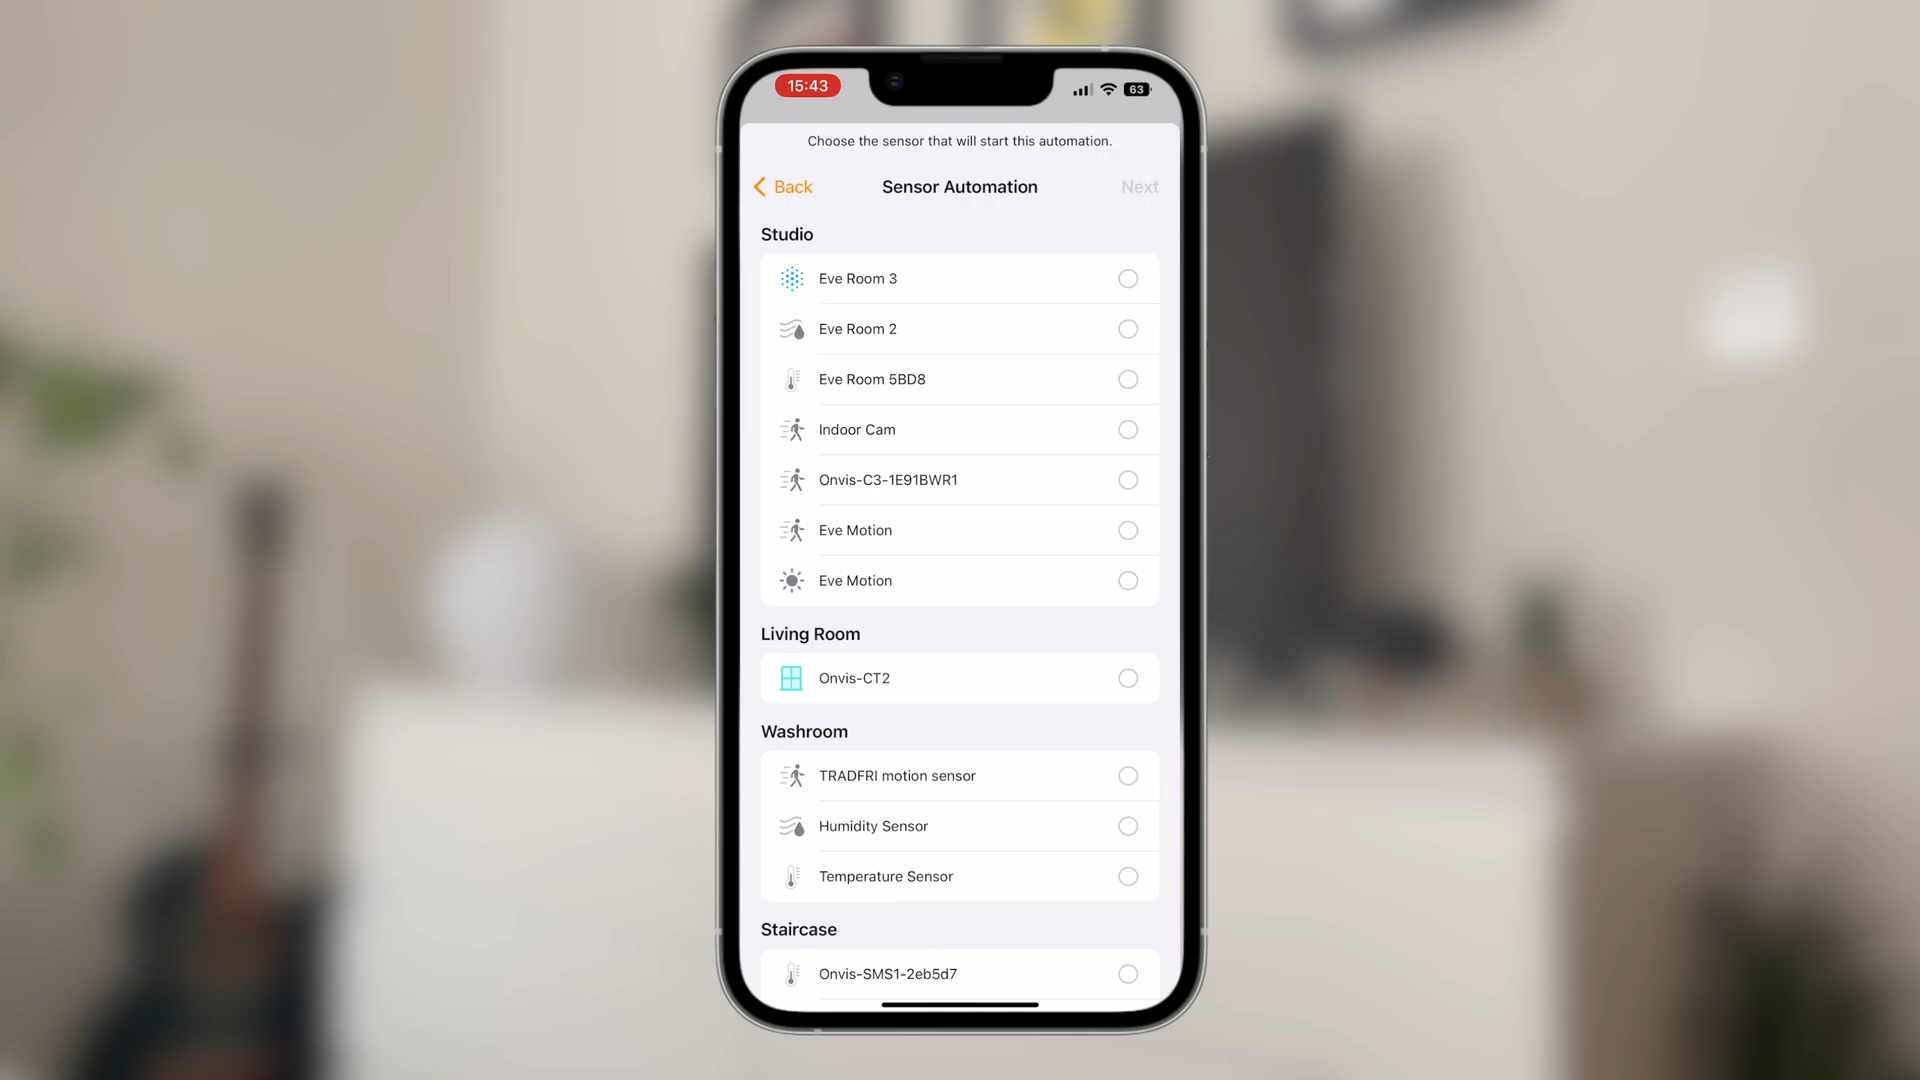 15:43
63
Choose the sensor that will start this automation.
Back
Sensor Automation
Next
Studio
Eve Room 3
Eve Room 2
Eve Room 5BD8
Indoor Cam
Onvis-C3-1E91BWR1
Eve Motion
Eve Motion
Living Room
Onvis-CT2
Washroom
TRADFRI motion sensor
Humidity Sensor
Temperature Sensor
Staircase
Onvis-SMS1-2eb5d7